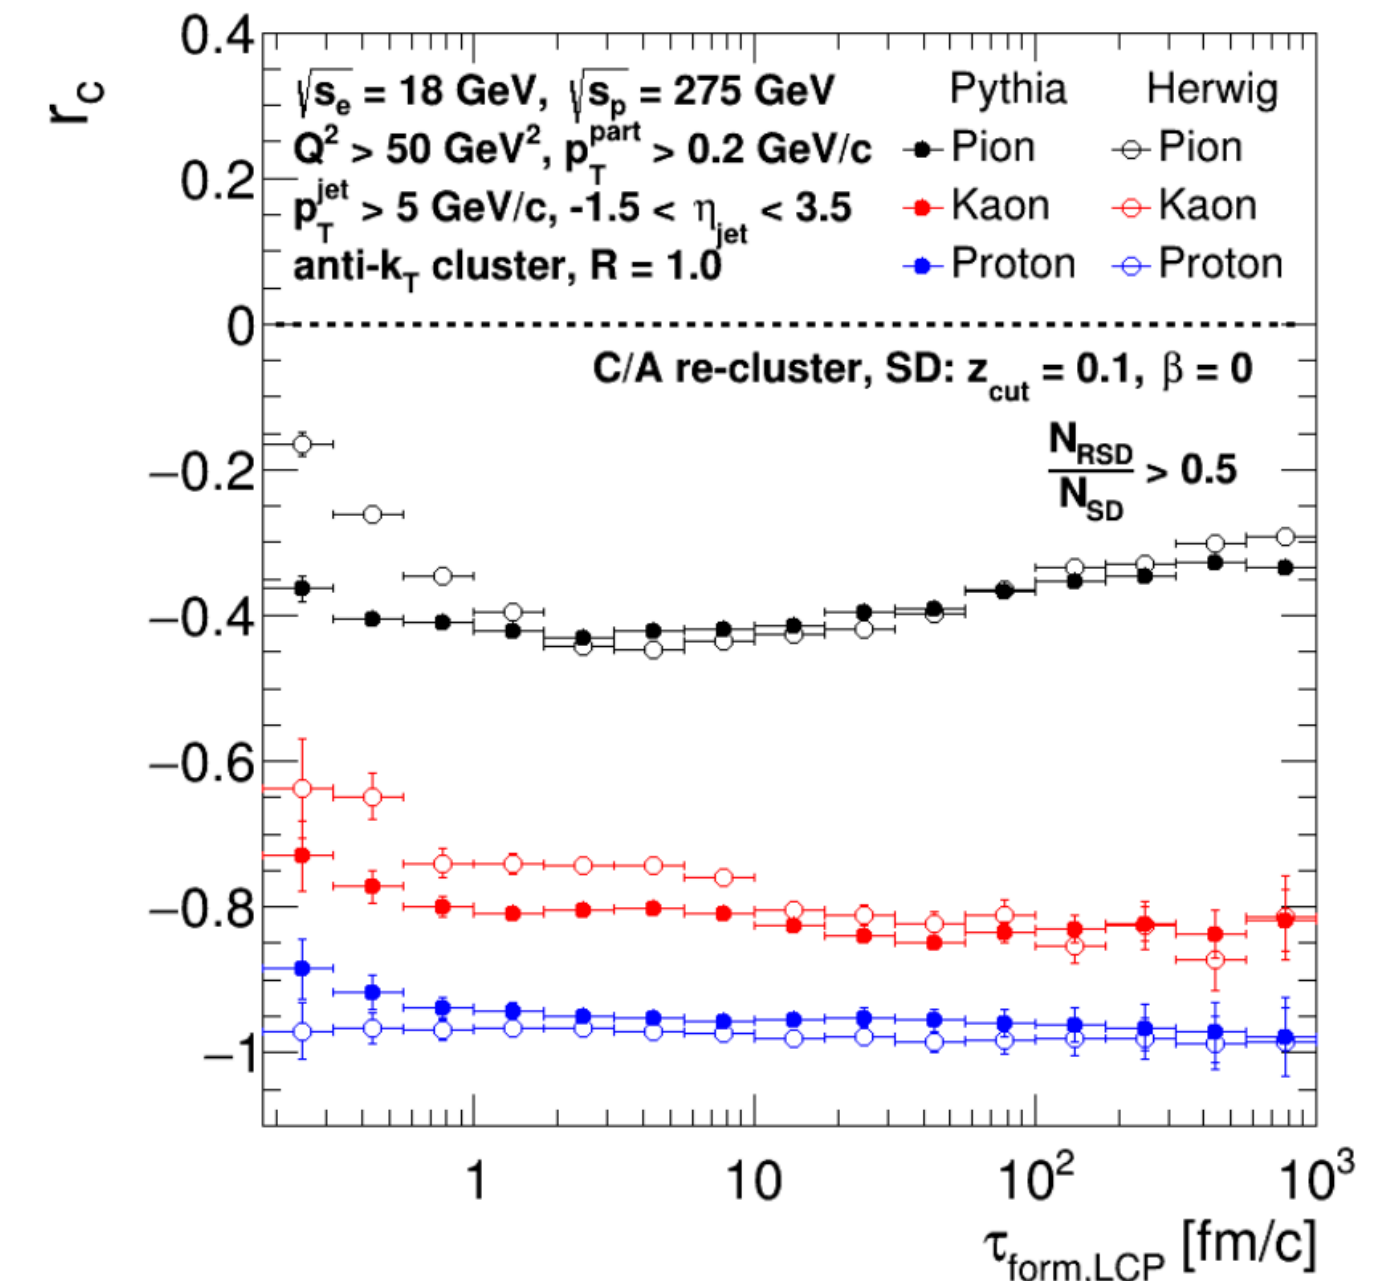 0.4
0.2
0
−0.2
−0.4
−0.6
−0.8
−1
r_C
√s_e = 18 GeV, √s_p = 275 GeV
Q² > 50 GeV², p_T^part > 0.2 GeV/c
p_T^jet > 5 GeV/c, -1.5 < η_jet < 3.5
anti-k_T cluster, R = 1.0
Pythia Herwig
Pion Pion
Kaon Kaon
Proton Proton
C/A re-cluster, SD: z_cut = 0.1, β = 0
N_RSD/N_SD > 0.5
1 10 10² 10³
τ_form,LCP [fm/c]